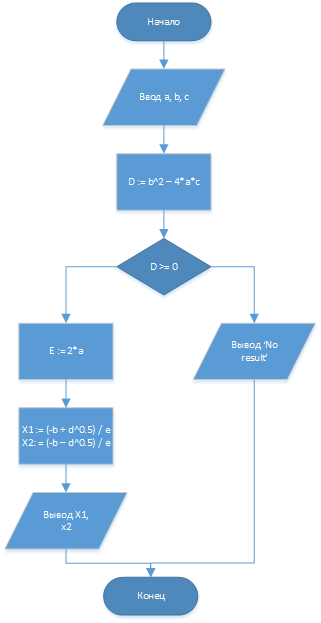 Начало
Ввод a, b, c
D := b^2 – 4*a*c
D >= 0
E := 2*a
Вывод ‘No
result’
X1 := (-b + d^0.5) / e
X2: = (-b – d^0.5) / e
Вывод X1,
x2
Конец